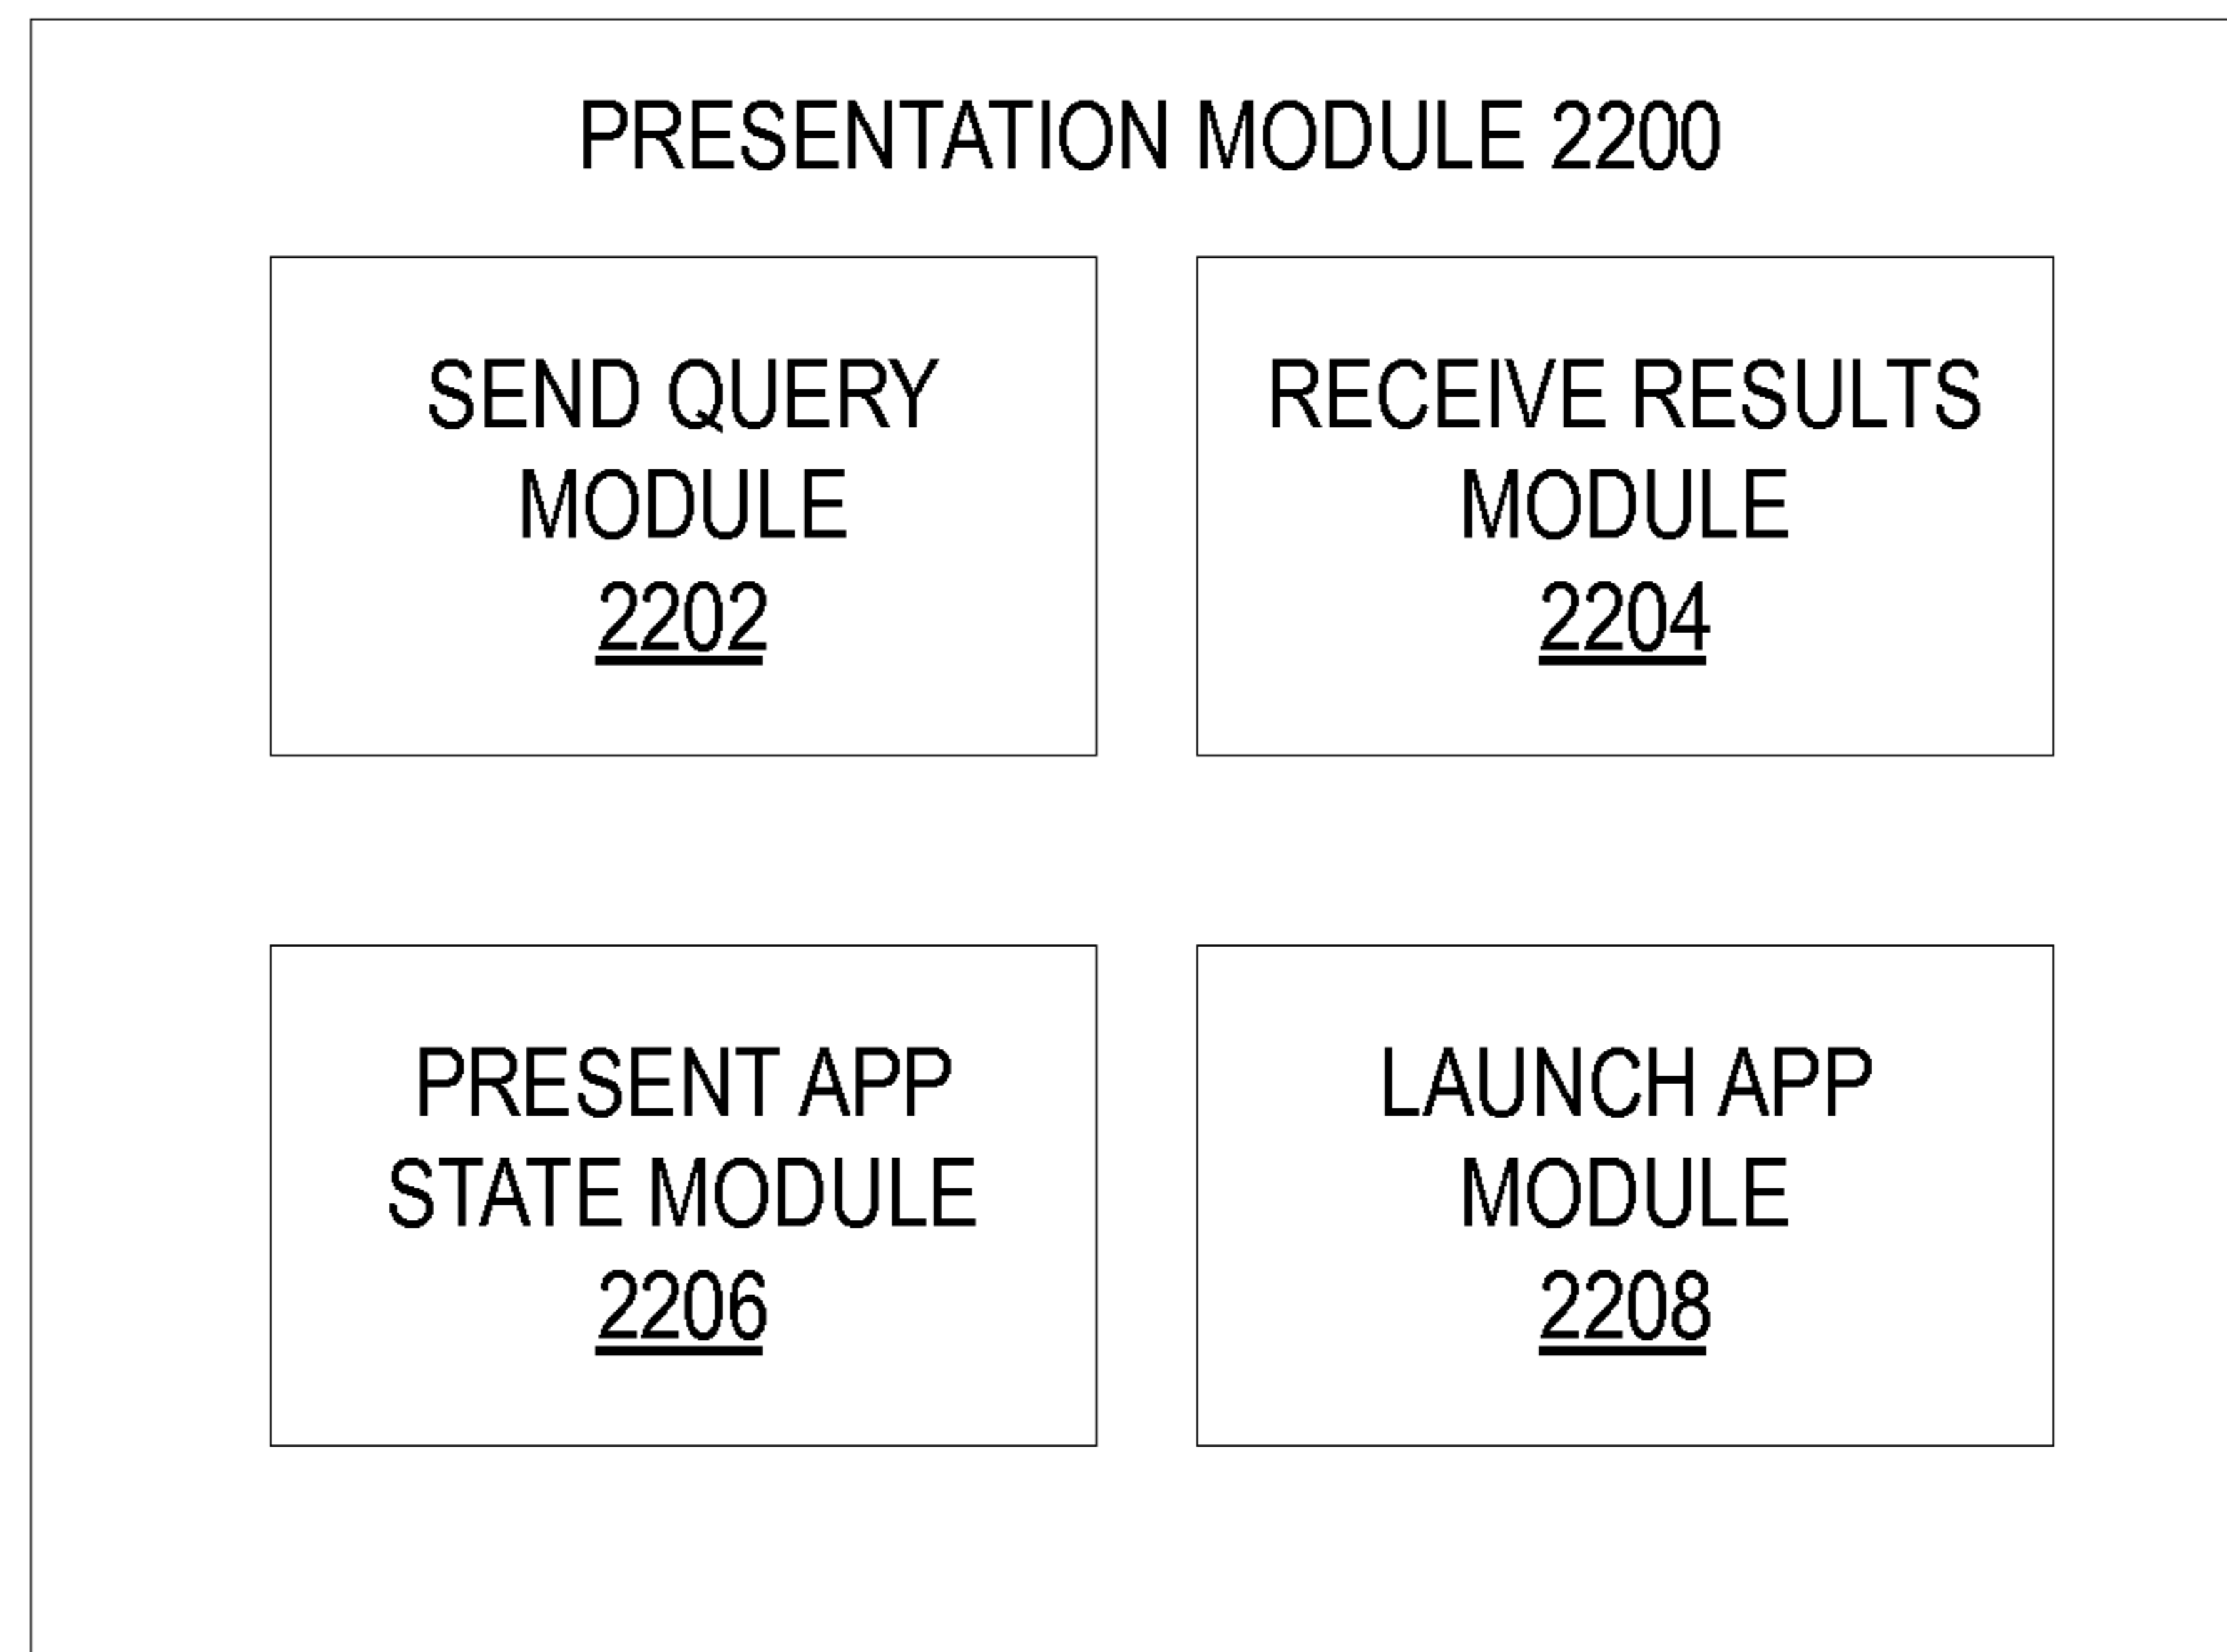 PRESENTATION MODULE 2200
SEND QUERY
MODULE
2202
RECEIVE RESULTS
MODULE
2204
PRESENT APP
STATE MODULE
2206
LAUNCH APP
MODULE
2208